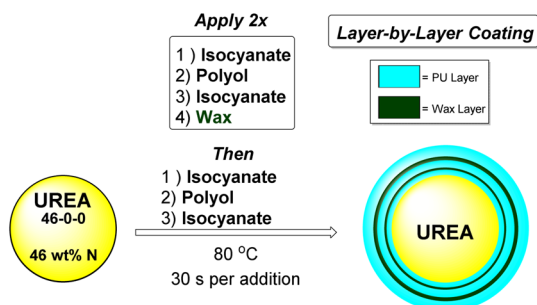 Apply 2x
1 ) Isocyanate
2) Polyol
3) Isocyanate
4) Wax
Then
1 ) Isocyanate
2) Polyol
3) Isocyanate
80 °C
30 s per addition
UREA
46-0-0
46 wt% N
Layer-by-Layer Coating
= PU Layer
= Wax Layer
UREA